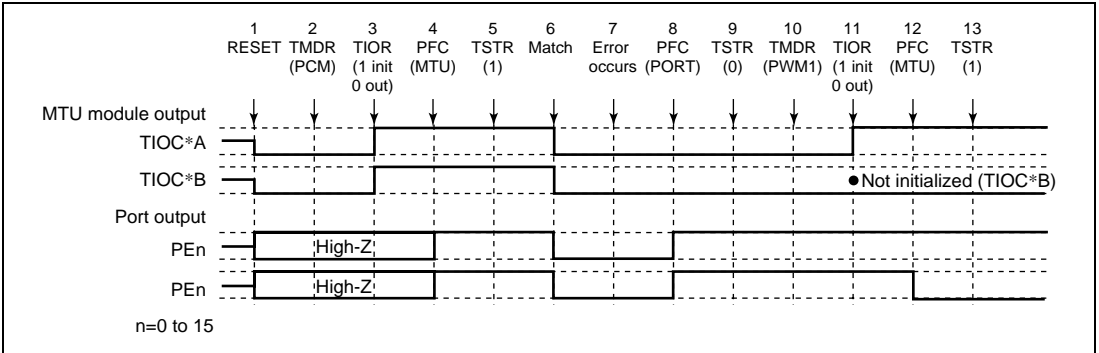 1 2 3 4 5 6 7 8 9 10 11 12 13
RESET TMDR TIOR PFC TSTR Match Error PFC TSTR TMDR TIOR PFC TSTR
(PCM) (1 init (MTU) (1) occurs (PORT) (0) (PWM1) (1 init (MTU) (1)
0 out) 0 out)
MTU module output
TIOC*A
TIOC*B
Not initialized (TIOC*B)
Port output
PEn High-Z
PEn High-Z
n=0 to 15